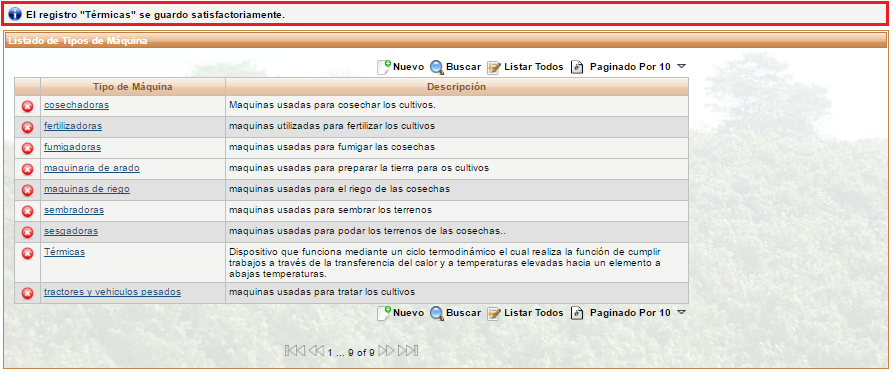 El registro "Térmicas" se guardo satisfactoriamente.
Listado de Tipos de Máquina
Nuevo Buscar Listar Todos Paginado Por 10
Tipo de Máquina Descripción
cosechadoras Maquinas usadas para cosechar los cultivos.
fertilizadoras maquinas utilizadas para fertilizar los cultivos
fumigadoras maquinas usadas para fumigar las cosechas
maquinaria de arado maquinas usadas para preparar la tierra para os cultivos
maquinas de riego maquinas usadas para el riego de las cosechas
sembradoras maquinas usadas para sembrar los terrenos
sesgadoras maquinas usadas para podar los terrenos de las cosechas..
Térmicas Dispositivo que funciona mediante un ciclo termodinámico el cual realiza la función de cumplir
trabajos a través de la transferencia del calor y a temperaturas elevadas hacia un elemento a
abajas temperaturas.
tractores y vehiculos pesados maquinas usadas para tratar los cultivos
Nuevo Buscar Listar Todos Paginado Por 10
1 ... 9 of 9